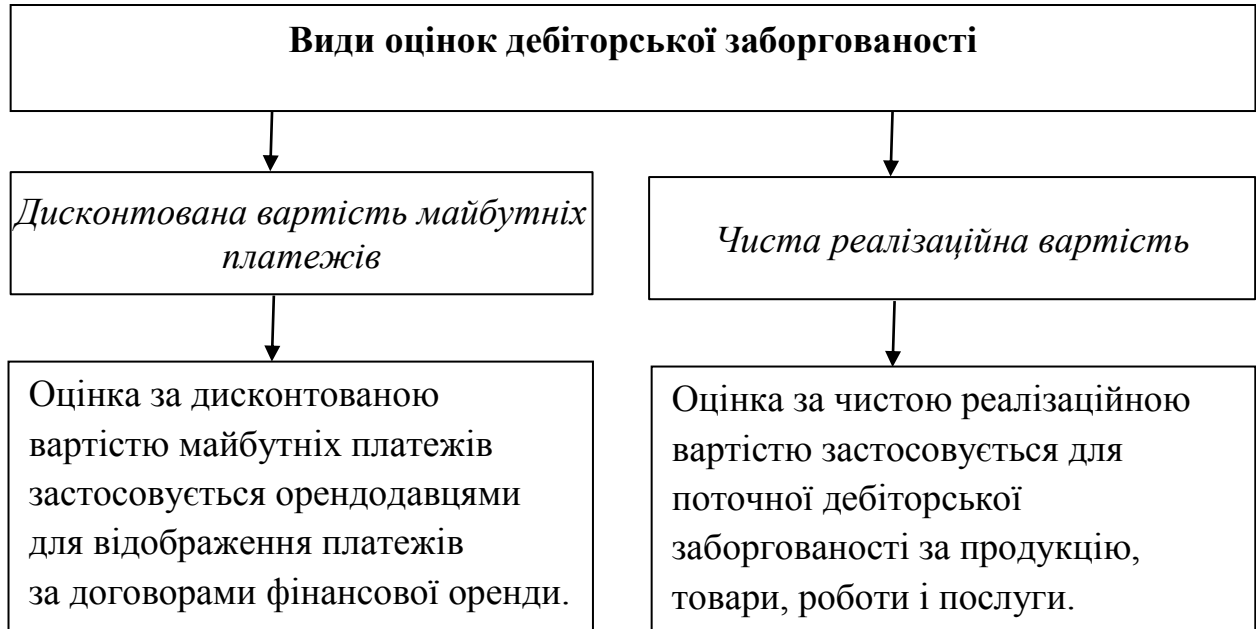 Види оцінок дебіторської заборгованості
Дисконтована вартість майбутніх
платежів
Чиста реалізаційна вартість
Оцінка за дисконтованою
вартістю майбутніх платежів
застосовується орендодавцями
для відображення платежів
за договорами фінансової оренди.
Оцінка за чистою реалізаційною
вартістю застосовується для
поточної дебіторської
заборгованості за продукцію,
товари, роботи і послуги.